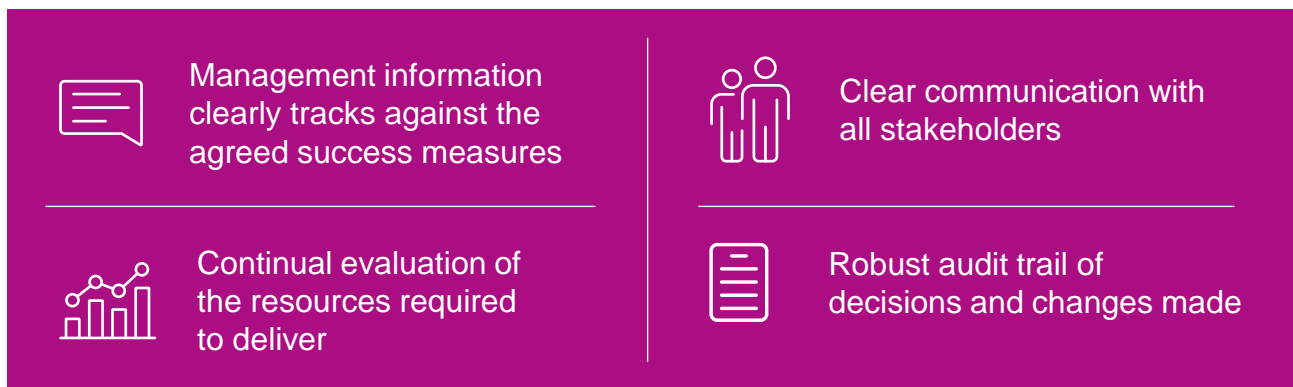 Management information
clearly tracks against the
agreed success measures
Clear communication with
all stakeholders
Continual evaluation of
the resources required
to deliver
Robust audit trail of
decisions and changes made